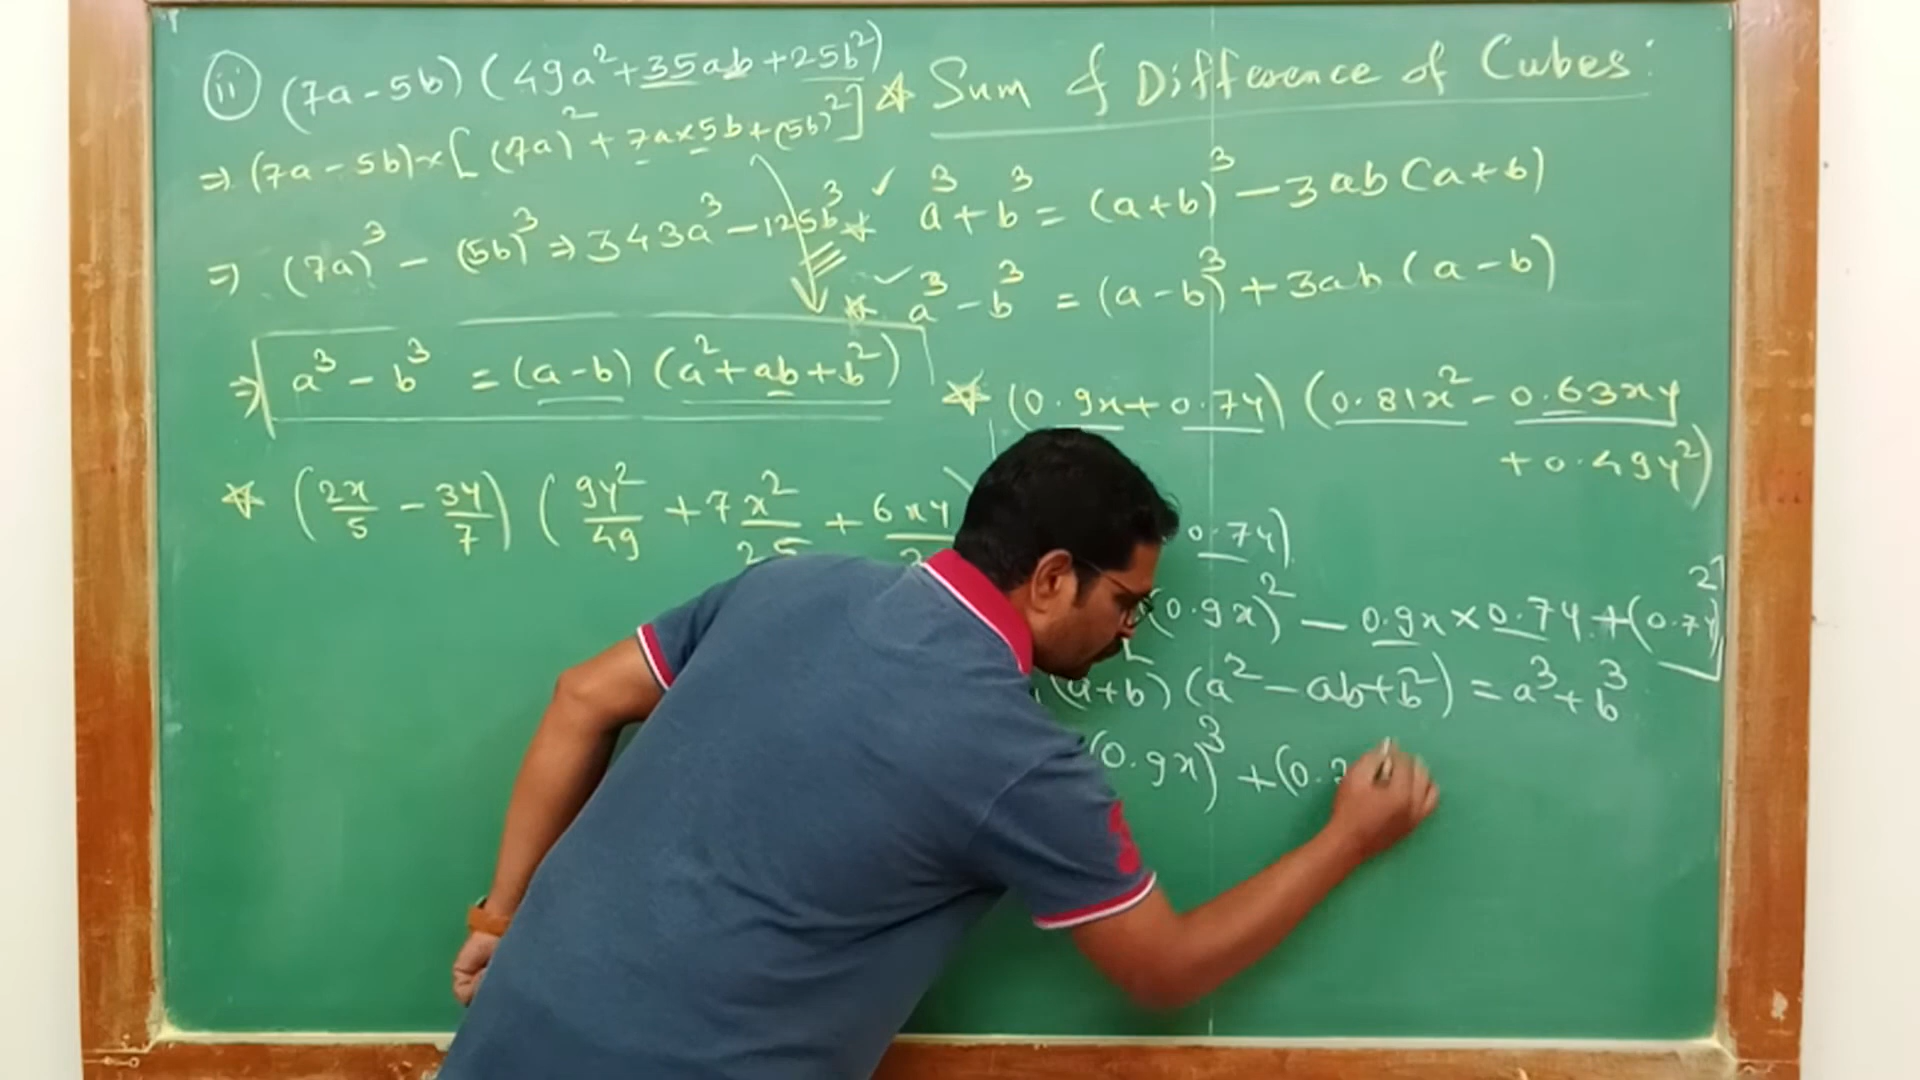 ii (7a - 5b) (49a² + 35ab + 25b²)
⇒ (7a - 5b) × [(7a)² + 7a×5b + (5b)²]
⇒ (7a)³ - (5b)³ ⇒ 343a³ - 125b³
⇒ a³ - b³ = (a-b) (a² + ab + b²)
☆ (2x/5 - 3y/7) (9y²/49 + 7x²/25 + 6xy
☆ Sum & Difference of Cubes:
✓ * a³ + b³ = (a+b)³ - 3ab (a+b)
✓ * a³ - b³ = (a-b)³ + 3ab (a-b)
☆ (0.9x + 0.7y) (0.81x² - 0.63xy
+ 0.49y²)
0.7y)
(0.9x)² - 0.9x × 0.7y + (0.7y)²]
(a+b) (a² - ab + b²) = a³ + b³
(0.9x)³ + (0.7